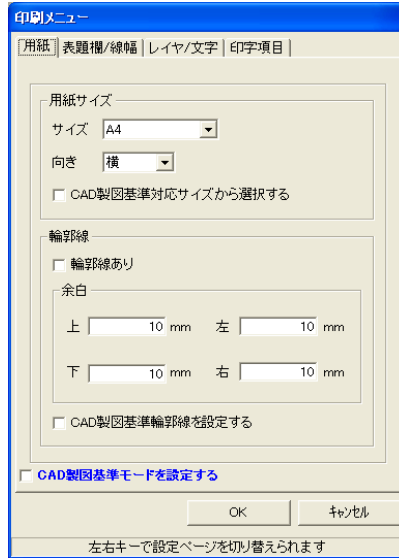 印刷メニュー
用紙 表題欄/線幅 レイヤ/文字 印字項目
用紙サイズ
サイズ A4
向き 横
CAD製図基準対応サイズから選択する
輪郭線
輪郭線あり
余白
上 10 mm 左 10 mm
下 10 mm 右 10 mm
CAD製図基準輪郭線を設定する
CAD製図基準モードを設定する
OK キャンセル
左右キーで設定ページを切り替えられます